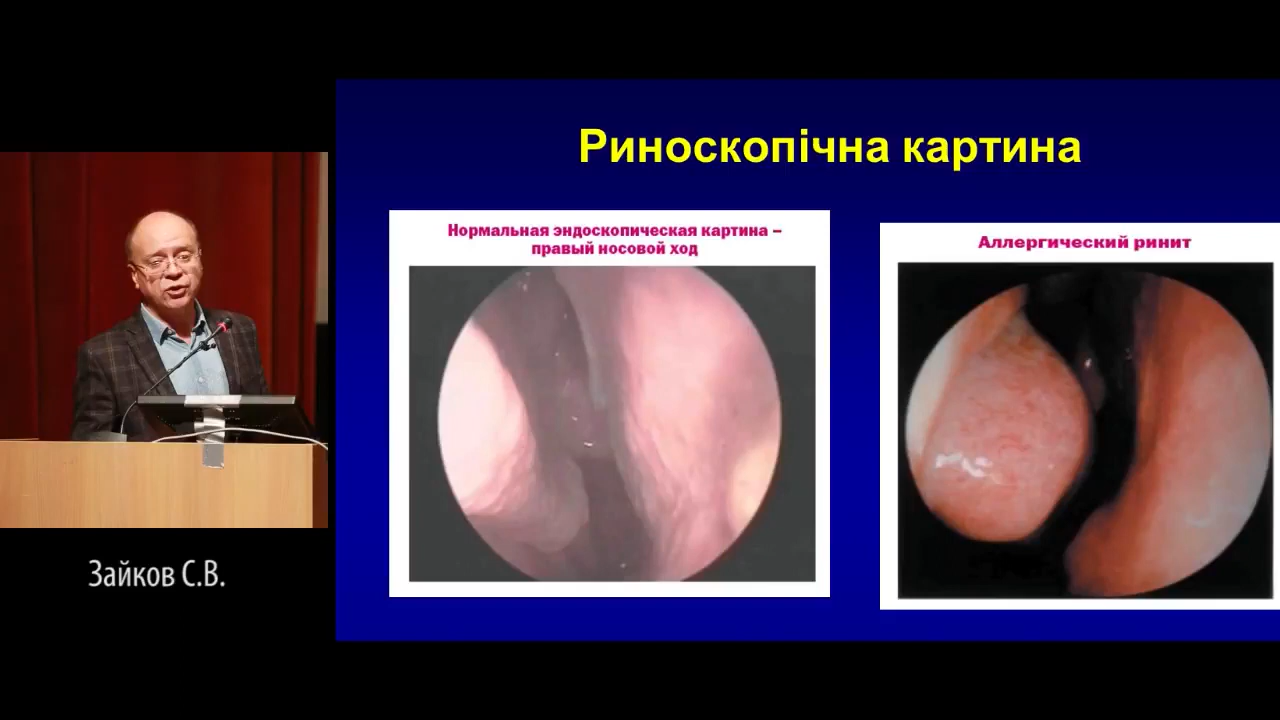 Риноскопічна картина
Нормальная эндоскопическая картина –
правый носовой ход
Аллергический ринит
Зайков С.В.